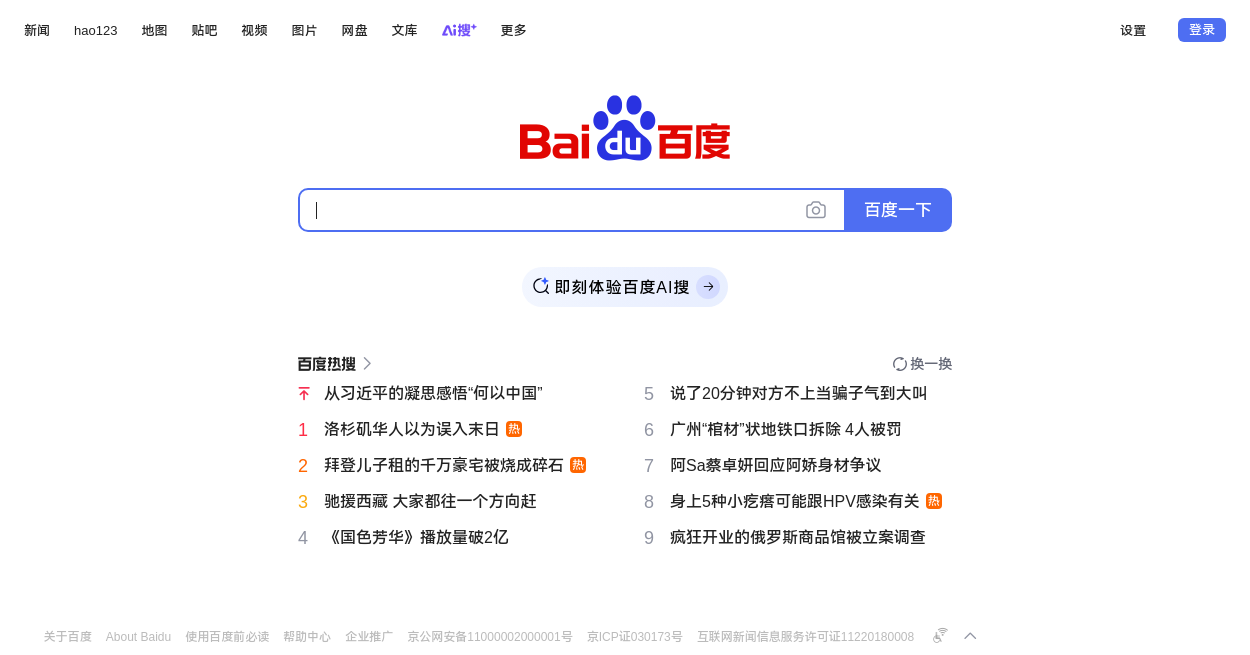 新闻 hao123 地图 贴吧 视频 图片 网盘 文库 Ai搜+ 更多 设置 登录
Bai du 百度
百度一下
即刻体验百度AI搜
百度热搜 换一换
从习近平的凝思感悟“何以中国”
1 洛杉矶华人以为误入末日 热
2 拜登儿子租的千万豪宅被烧成碎石 热
3 驰援西藏 大家都往一个方向赶
4 《国色芳华》播放量破2亿
5 说了20分钟对方不上当骗子气到大叫
6 广州“棺材”状地铁口拆除 4人被罚
7 阿Sa蔡卓妍回应阿娇身材争议
8 身上5种小疙瘩可能跟HPV感染有关 热
9 疯狂开业的俄罗斯商品馆被立案调查
关于百度 About Baidu 使用百度前必读 帮助中心 企业推广 京公网安备11000002000001号 京ICP证030173号 互联网新闻信息服务许可证11220180008